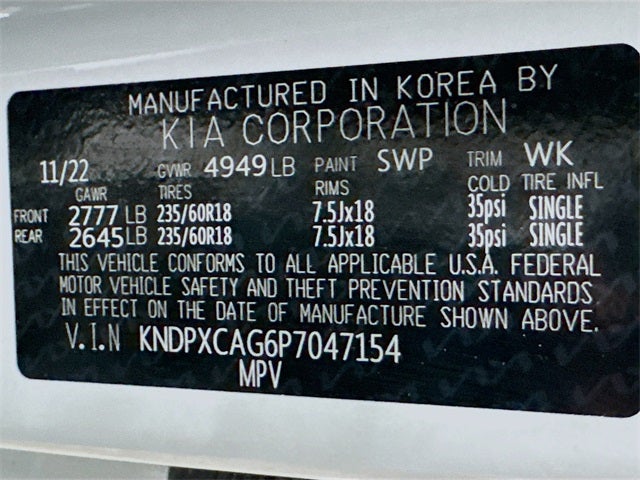 MANUFACTURED IN KOREA BY
KIA CORPORATION
11/22 GVWR 4949LB PAINT SWP TRIM WK
GAWR TIRES RIMS COLD TIRE INFL
FRONT 2777 LB 235/60R18 7.5Jx18 35psi SINGLE
REAR 2645LB 235/60R18 7.5Jx18 35psi SINGLE
THIS VEHICLE CONFORMS TO ALL APPLICABLE U.S.A. FEDERAL
MOTOR VEHICLE SAFETY AND THEFT PREVENTION STANDARDS
IN EFFECT ON THE DATE OF MANUFACTURE SHOWN ABOVE.
V.I.N KNDPXCAG6P7047154
MPV